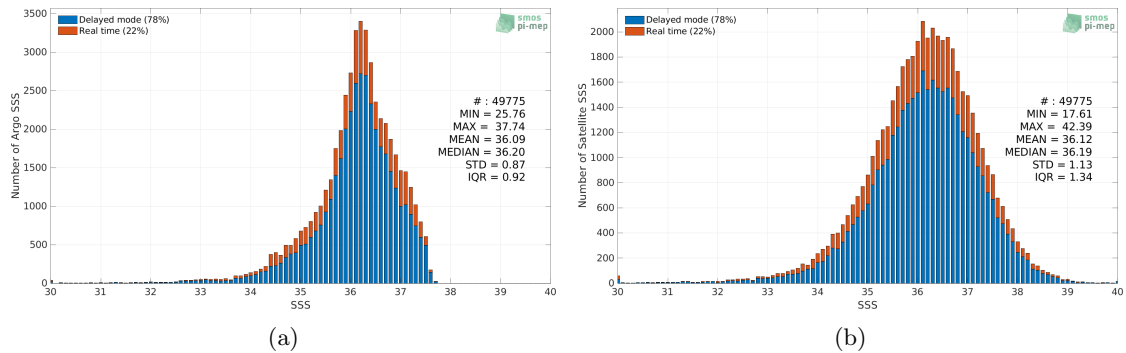 Delayed mode (78%)
Real time (22%)
smos
pi-mep
# : 49775
MIN = 25.76
MAX = 37.74
MEAN = 36.09
MEDIAN = 36.20
STD = 0.87
IQR = 0.92
Number of Argo SSS
3500
3000
2500
2000
1500
1000
500
0
30 31 32 33 34 35 36 37 38 39 40
SSS
(a)
Delayed mode (78%)
Real time (22%)
smos
pi-mep
# : 49775
MIN = 17.61
MAX = 42.39
MEAN = 36.12
MEDIAN = 36.19
STD = 1.13
IQR = 1.34
Number of Satellite SSS
2000
1800
1600
1400
1200
1000
800
600
400
200
0
30 31 32 33 34 35 36 37 38 39 40
SSS
(b)